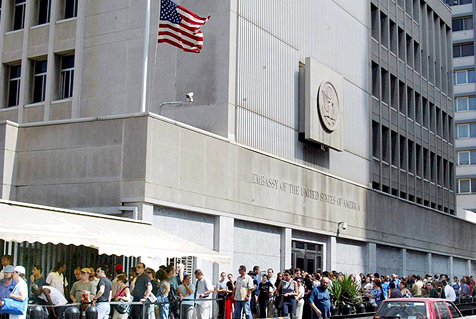 EMBASSY OF THE UNITED STATES OF AMERICA